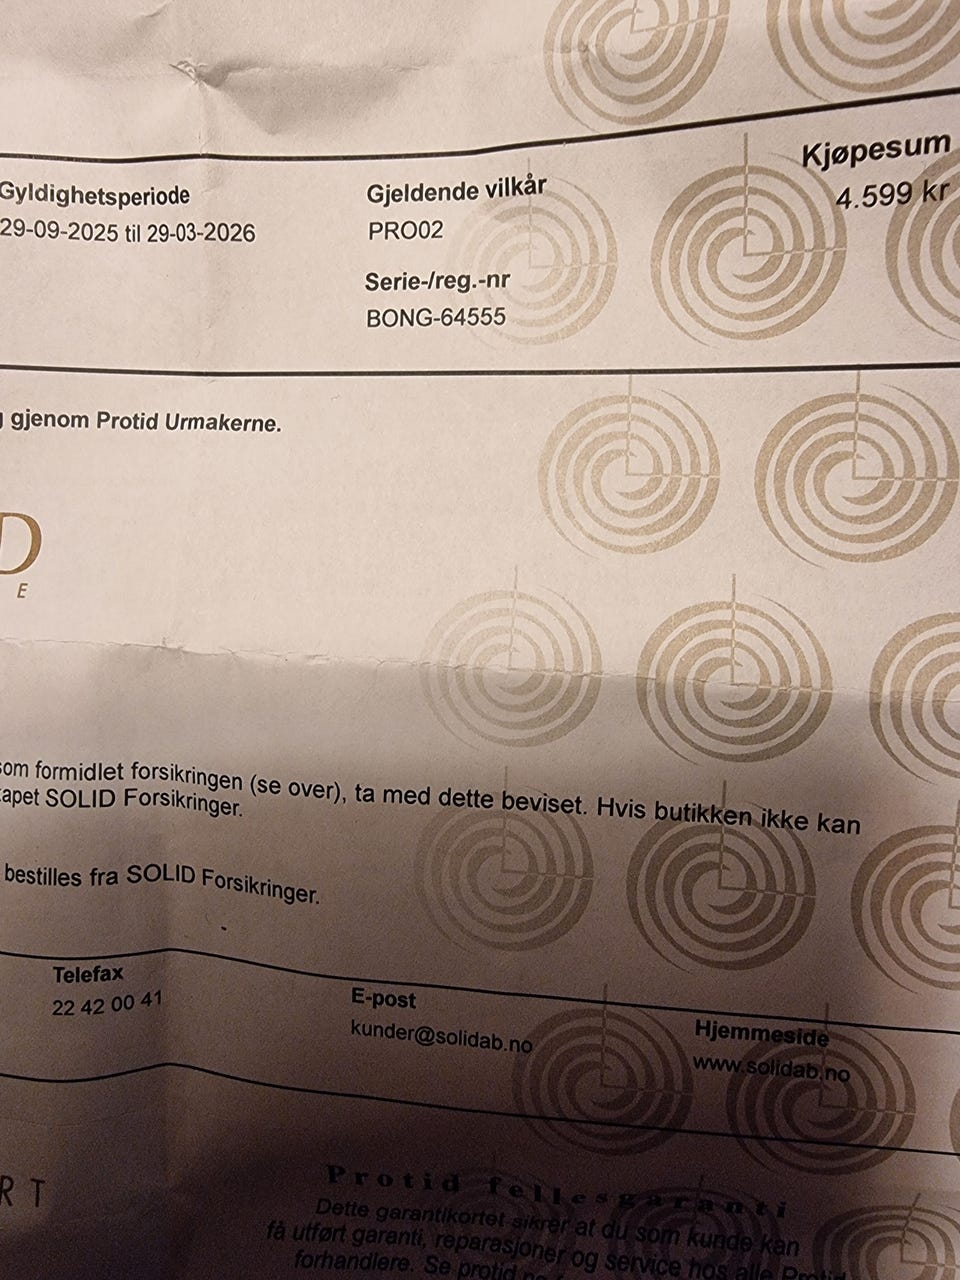 Kjøpesum
4.599 kr
Gyldighetsperiode
29-09-2025 til 29-03-2026
Gjeldende vilkår
PRO02
Serie-/reg.-nr
BONG-64555
gjenom Protid Urmakerne.
D
E
som formidlet forsikringen (se over), ta med dette beviset. Hvis butikken ikke kan
apet SOLID Forsikringer.
bestilles fra SOLID Forsikringer.
Telefax
22 42 00 41
E-post
kunder@solidab.no
Hjemmeside
www.solidab.no
RT
Protid fellesgaranti
Dette garantikortet sikrer at du som kunde kan
få utført garanti, reparasjoner og service hos alle Protid
forhandlere. Se protid.no